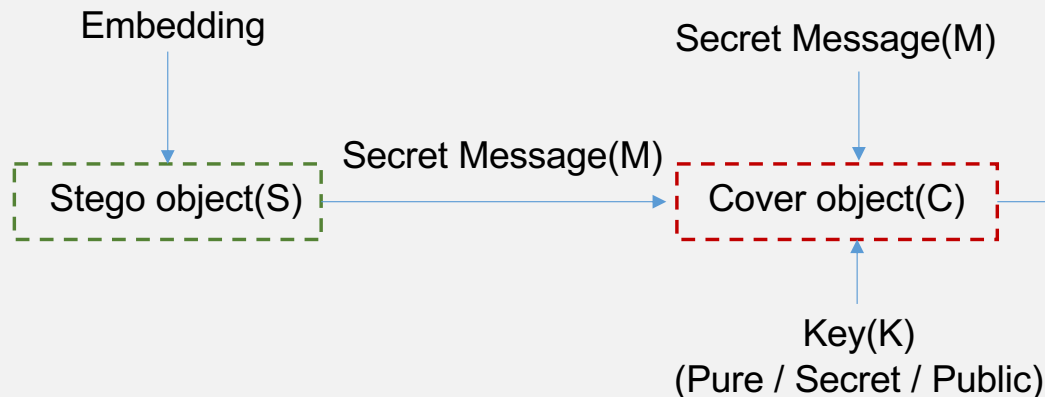 Embedding
Secret Message(M)
Secret Message(M)
Stego object(S)
Cover object(C)
Key(K)
(Pure / Secret / Public)